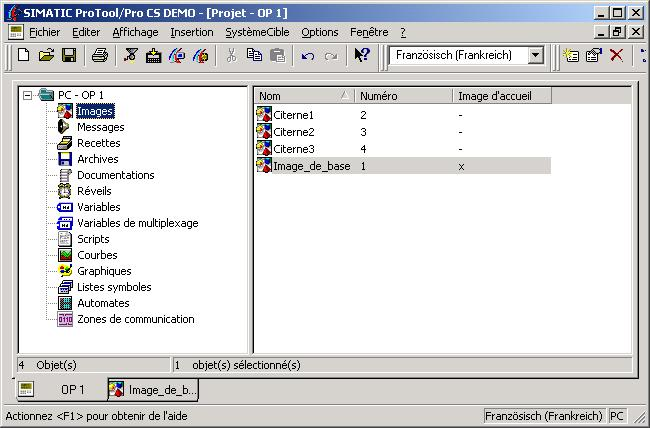 SIMATIC ProTool/Pro CS DEMO - [Projet - OP 1]
Fichier Editer Affichage Insertion SystèmeCible Options Fenêtre ?
Französisch (Frankreich)
PC - OP 1
Images
Messages
Recettes
Archives
Documentations
Réveils
Variables
Variables de multiplexage
Scripts
Courbes
Graphiques
Listes symboles
Automates
Zones de communication
Nom Numéro Image d'accueil
Citerne1 2 -
Citerne2 3 -
Citerne3 4 -
Image_de_base 1 x
4 Objet(s) 1 objet(s) sélectionné(s)
OP 1 Image_de_b...
Actionnez <F1> pour obtenir de l'aide Französisch (Frankreich) PC